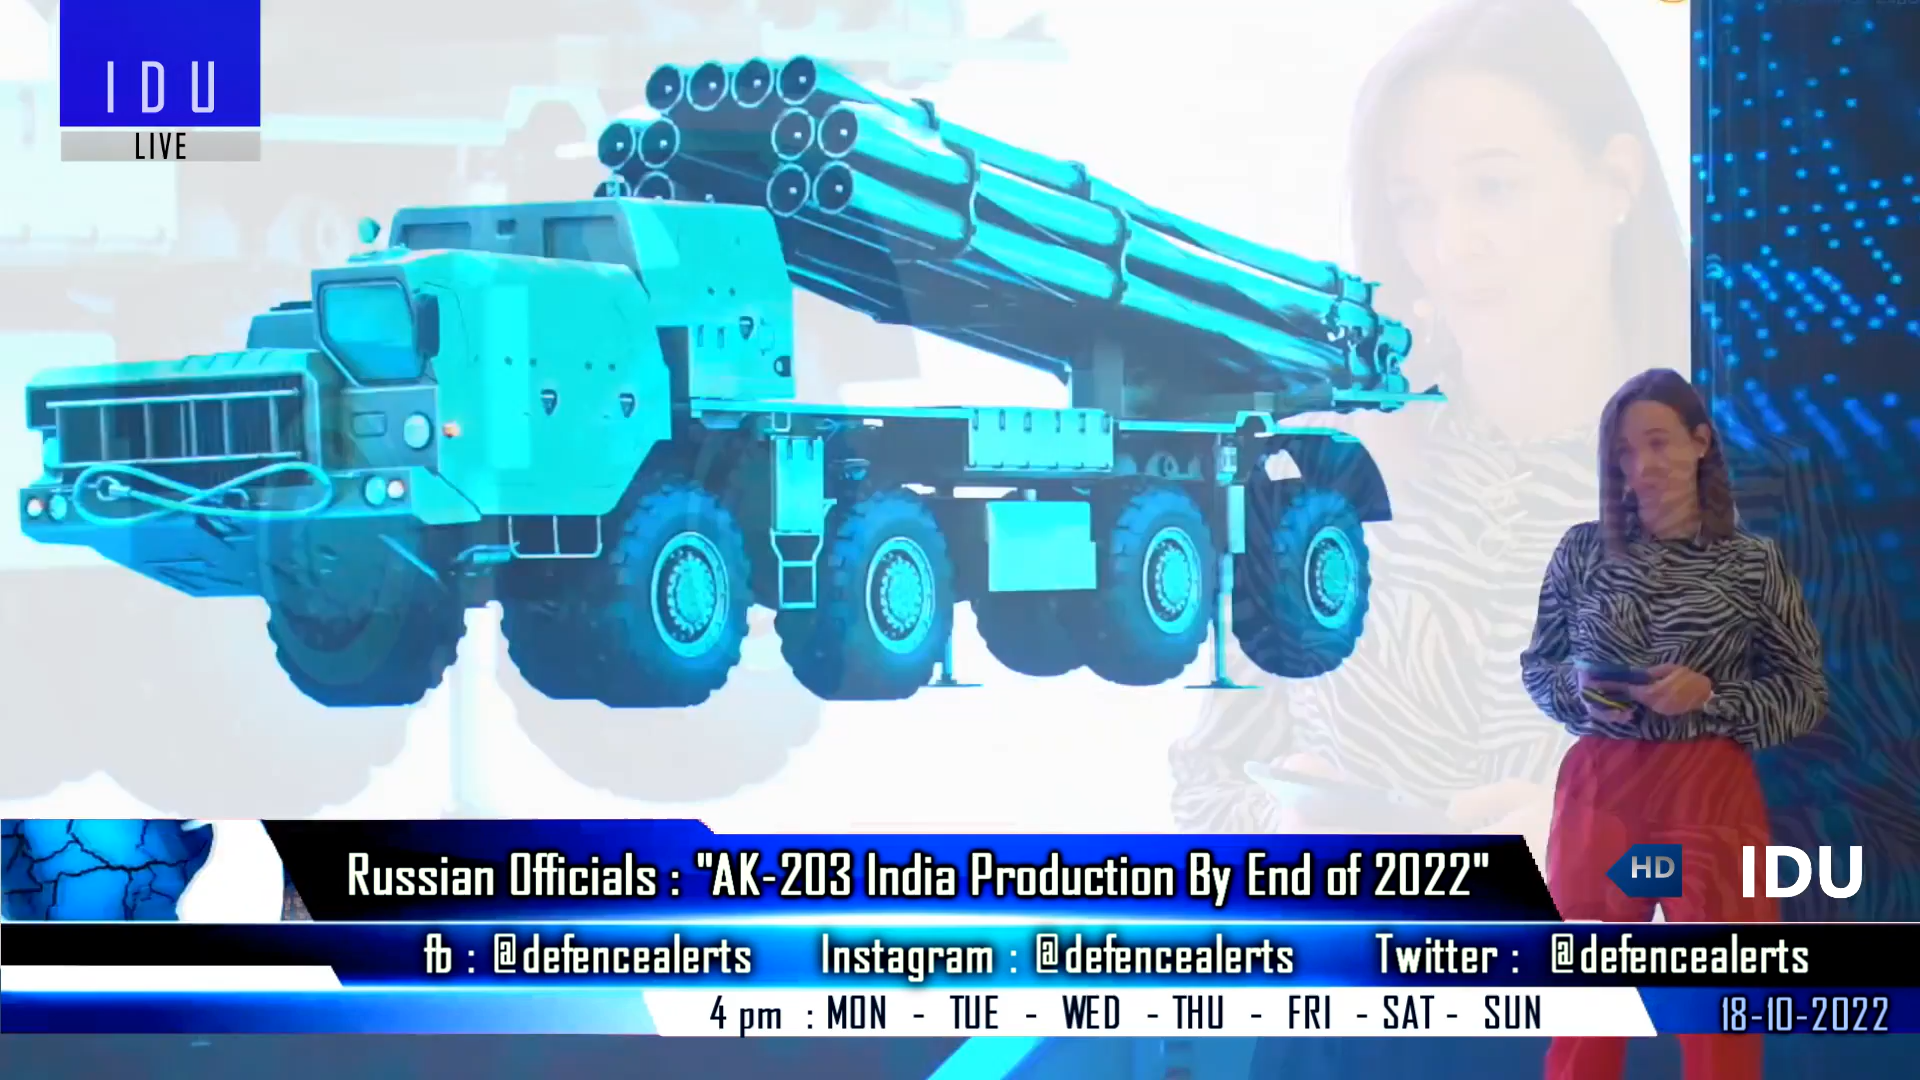 IDU
LIVE
Russian Officials : "AK-203 India Production By End of 2022"
HD
IDU
fb : @defencealerts Instagram : @defencealerts Twitter : @defencealerts
4 pm : MON - TUE - WED - THU - FRI - SAT - SUN
18-10-2022